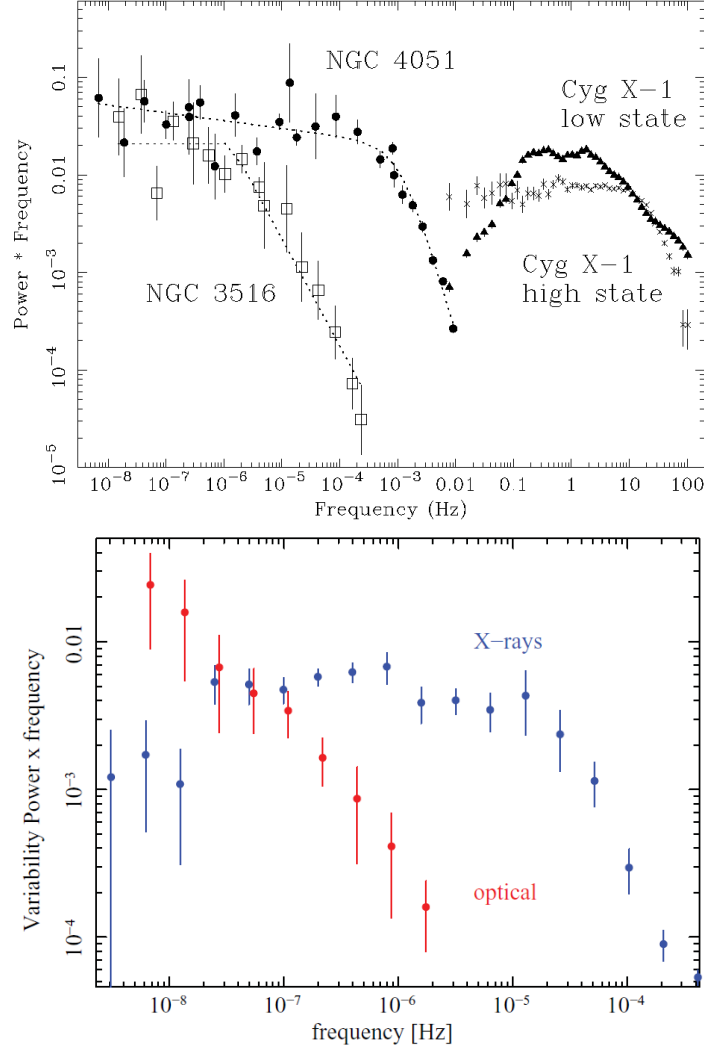 NGC 4051
Cyg X-1
low state
NGC 3516
Cyg X-1
high state
Power * Frequency
0.1
0.01
10⁻³
10⁻⁴
10⁻⁵
10⁻⁸ 10⁻⁷ 10⁻⁶ 10⁻⁵ 10⁻⁴ 10⁻³ 0.01 0.1 1 10 100
Frequency (Hz)
X-rays
optical
Variability Power x frequency
0.01
10⁻³
10⁻⁴
10⁻⁸ 10⁻⁷ 10⁻⁶ 10⁻⁵ 10⁻⁴
frequency [Hz]